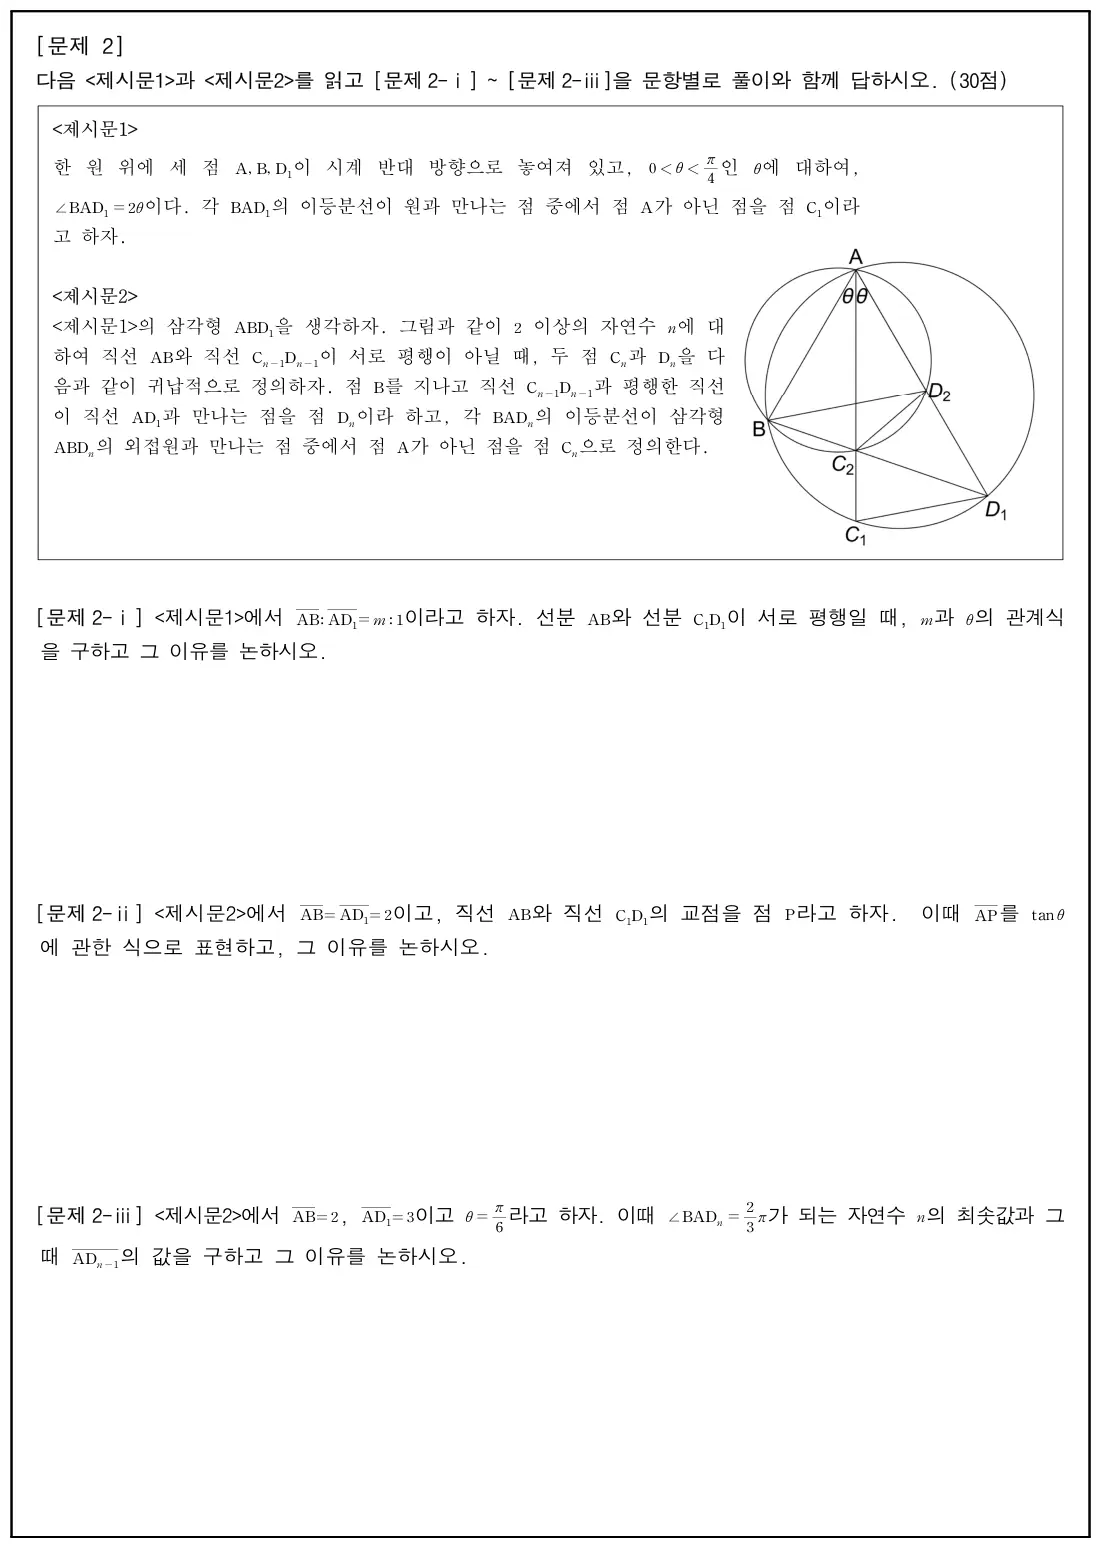 [문제 2]
다음 <제시문1>과 <제시문2>를 읽고 [문제 2-ⅰ] ~ [문제 2-ⅲ]을 문항별로 풀이와 함께 답하시오. (30점)
<제시문1>
한 원 위에 세 점 A, B, D₁이 시계 반대 방향으로 놓여져 있고, 0 < θ < π/4인 θ에 대하여,
∠BAD₁ = 2θ이다. 각 BAD₁의 이등분선이 원과 만나는 점 중에서 점 A가 아닌 점을 점 C₁이라
고 하자.
<제시문2>
<제시문1>의 삼각형 ABD₁을 생각하자. 그림과 같이 2 이상의 자연수 n에 대
하여 직선 AB와 직선 Cₙ₋₁Dₙ₋₁이 서로 평행이 아닐 때, 두 점 Cₙ과 Dₙ을 다
음과 같이 귀납적으로 정의하자. 점 B를 지나고 직선 Cₙ₋₁Dₙ₋₁과 평행한 직선
이 직선 AD₁과 만나는 점을 점 Dₙ이라 하고, 각 BADₙ의 이등분선이 삼각형
ABDₙ의 외접원과 만나는 점 중에서 점 A가 아닌 점을 점 Cₙ으로 정의한다.
A
θ θ
D₂
B
C₂
D₁
C₁
[문제 2-ⅰ] <제시문1>에서 A̅B̅ : A̅D̅₁ = m : 1이라고 하자. 선분 AB와 선분 C₁D₁이 서로 평행일 때, m과 θ의 관계식
을 구하고 그 이유를 논하시오.
[문제 2-ⅱ] <제시문2>에서 A̅B̅ = A̅D̅₁ = 2이고, 직선 AB와 직선 C₁D₁의 교점을 점 P라고 하자. 이때 A̅P̅를 tanθ
에 관한 식으로 표현하고, 그 이유를 논하시오.
[문제 2-ⅲ] <제시문2>에서 A̅B̅ = 2, A̅D̅₁ = 3이고 θ = π/6라고 하자. 이때 ∠BADₙ = 2/3π가 되는 자연수 n의 최솟값과 그
때 A̅D̅ₙ₋₁의 값을 구하고 그 이유를 논하시오.